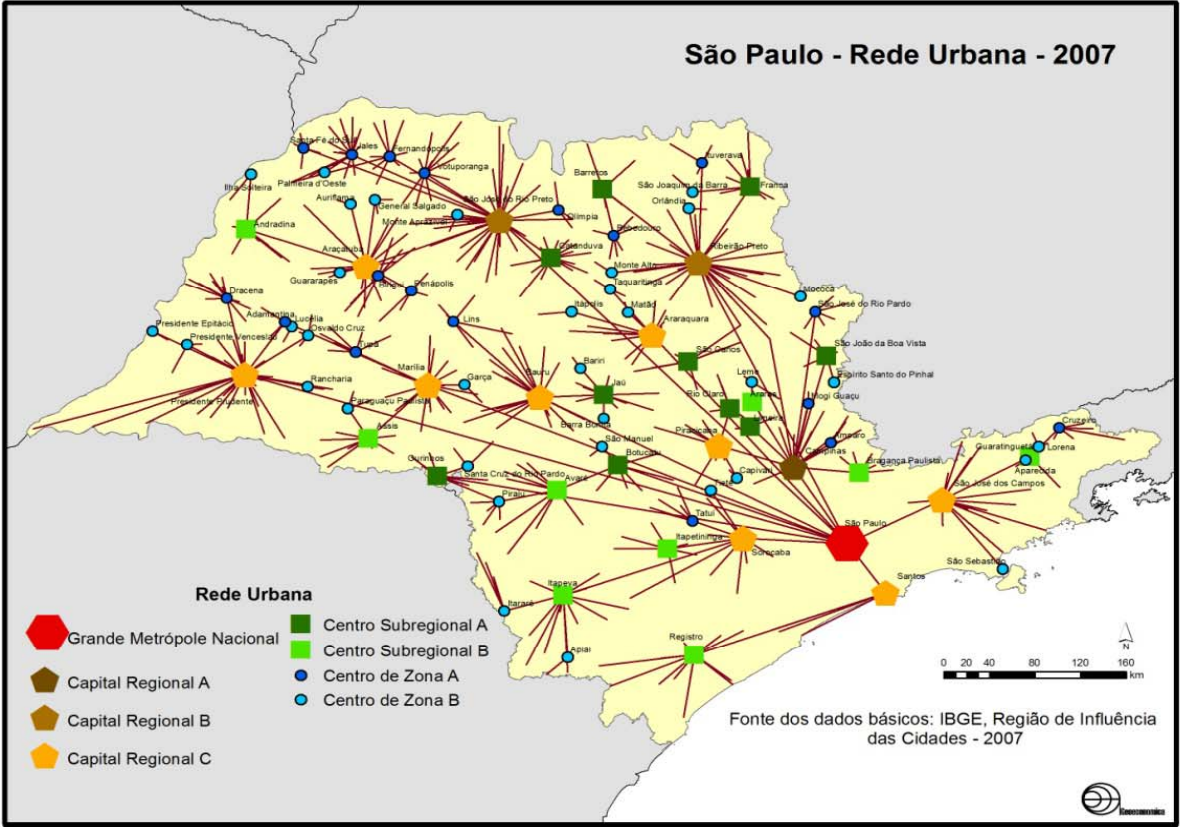 São Paulo - Rede Urbana - 2007
Santa Fé do Sul
Jales
Fernandópolis
Votuporanga
Ilha Solteira
Palmeira d'Oeste
Auriflama
General Salgado
Monte Aprazível
São José do Rio Preto
Olímpia
Barretos
Ituverava
São Joaquim da Barra
Franca
Orlândia
Bebedouro
Andradina
Araçatuba
Catanduva
Ribeirão Preto
Guararapes
Birigui
Penápolis
Monte Alto
Taquaritinga
Dracena
Itápolis
Matão
Araraquara
Mococa
São José do Rio Pardo
Adamantina
Lucélia
Osvaldo Cruz
Lins
Presidente Epitácio
Presidente Venceslau
Tupã
São Carlos
São João da Boa Vista
Marília
Garça
Bauru
Bariri
Jaú
Leme
Espírito Santo do Pinhal
Rancharia
Presidente Prudente
Paraguaçu Paulista
Rio Claro
Araras
Mogi Guaçu
Barra Bonita
Limeira
Assis
São Manuel
Piracicaba
Amparo
Cruzeiro
Guaratinguetá
Lorena
Ourinhos
Santa Cruz do Rio Pardo
Botucatu
Campinas
Bragança Paulista
Aparecida
Capivari
Avaré
Tietê
São José dos Campos
Piraju
Tatuí
São Paulo
Itapetininga
Sorocaba
São Sebastião
Itapeva
Santos
Itararé
Registro
Apiaí
Rede Urbana
Grande Metrópole Nacional
Capital Regional A
Capital Regional B
Capital Regional C
Centro Subregional A
Centro Subregional B
Centro de Zona A
Centro de Zona B
N
0 20 40 80 120 160
km
Fonte dos dados básicos: IBGE, Região de Influência
das Cidades - 2007